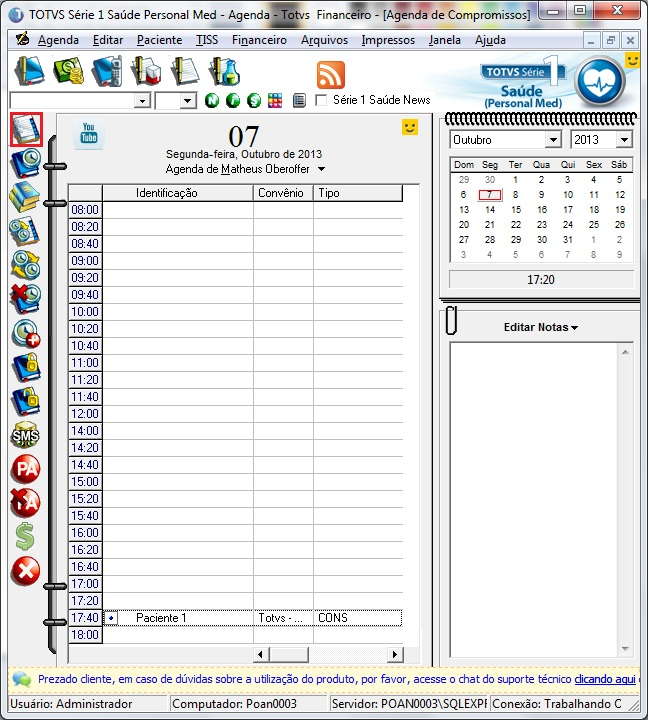 TOTVS Série 1 Saúde Personal Med - Agenda - Totvs Financeiro - [Agenda de Compromissos]
Agenda Editar Paciente TISS Financeiro Arquivos Impressos Janela Ajuda
TOTVS Série 1
Saúde
(Personal Med)
Série 1 Saúde News
You
Tube
07
Segunda-feira, Outubro de 2013
Agenda de Matheus Oberoffer
Identificação Convênio Tipo
08:00
08:20
08:40
09:00
09:20
09:40
10:00
10:20
10:40
11:00
11:20
11:40
12:00
14:00
14:20
14:40
15:00
15:20
15:40
16:00
16:20
16:40
17:00
17:20
17:40 Paciente 1 Totvs - ... CONS
18:00
SMS
PA
PA
$
Outubro 2013
Dom Seg Ter Qua Qui Sex Sáb
29 30 1 2 3 4 5
6 7 8 9 10 11 12
13 14 15 16 17 18 19
20 21 22 23 24 25 26
27 28 29 30 31 1 2
3 4 5 6 7 8 9
17:20
Editar Notas
Prezado cliente, em caso de dúvidas sobre a utilização do produto, por favor, acesse o chat do suporte técnico clicando aqui
Usuário: Administrador Computador: Poan0003 Servidor: POAN0003\SQLEXPF Conexão: Trabalhando O